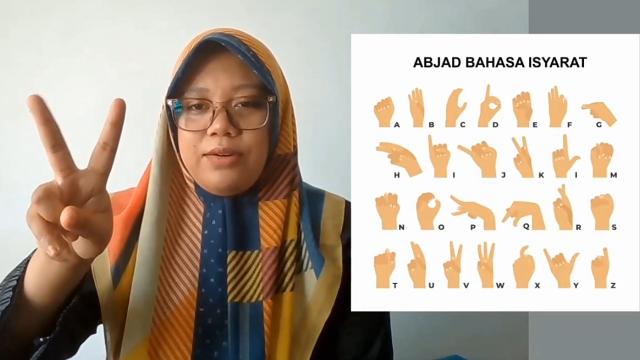 ABJAD BAHASA ISYARAT
A B C D E F G
H I J K L M
N O P Q R S
T U V W X Y Z